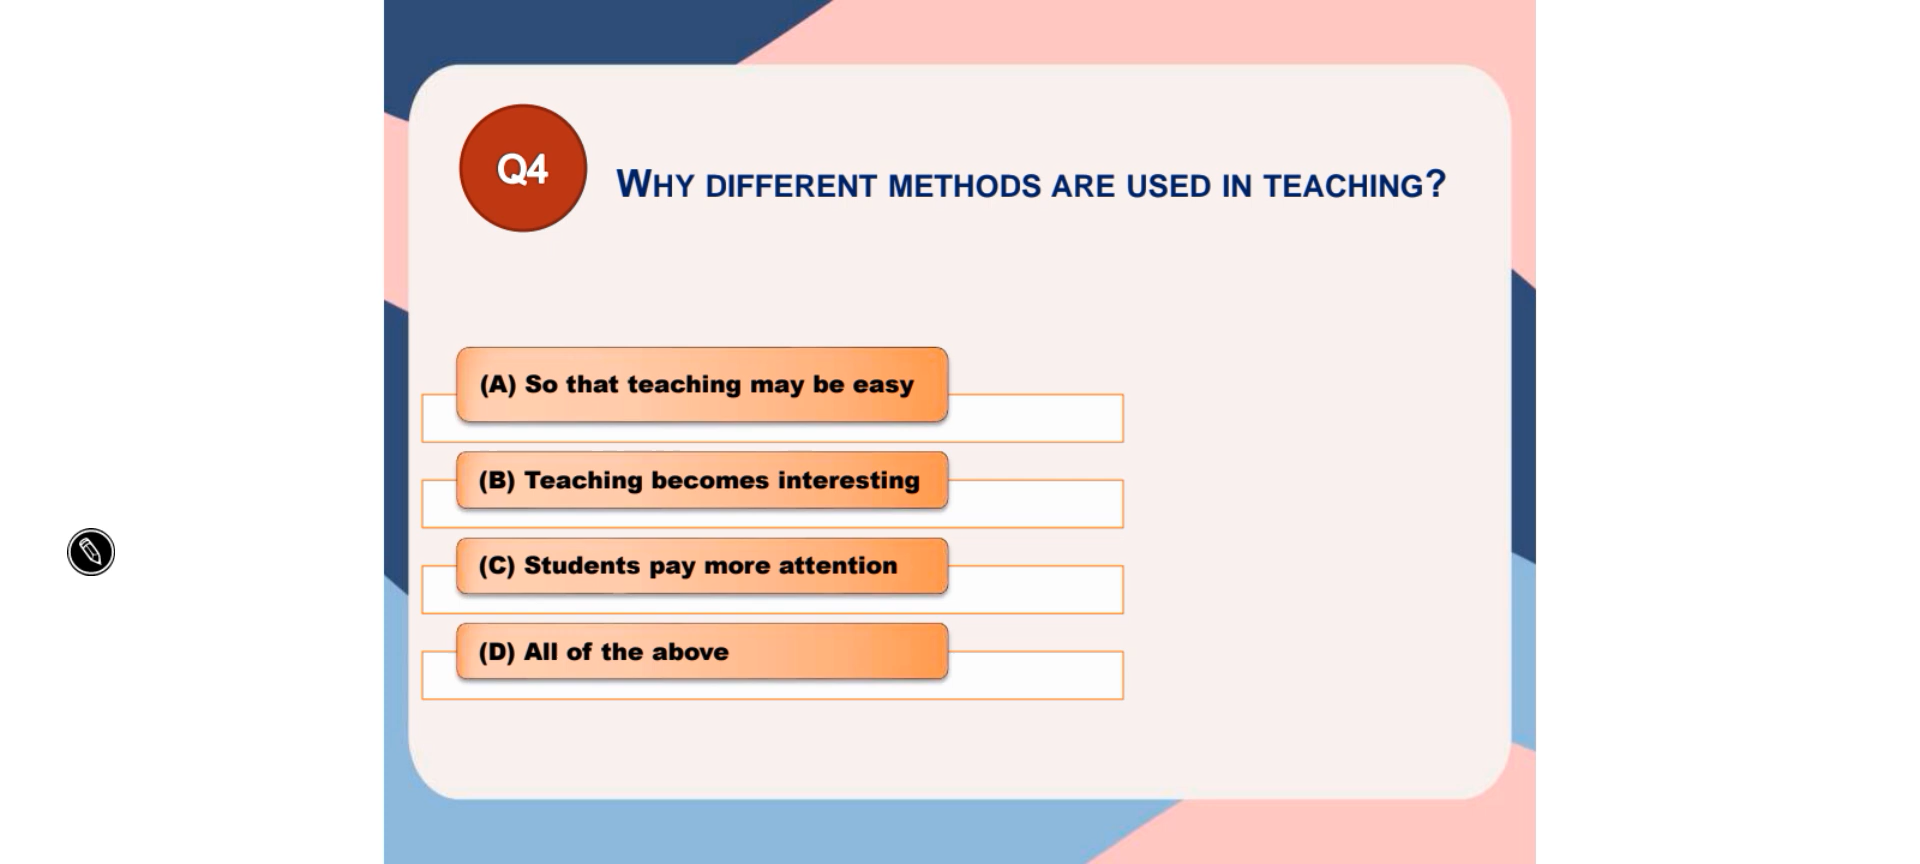 Q4
WHY DIFFERENT METHODS ARE USED IN TEACHING?
(A) So that teaching may be easy
(B) Teaching becomes interesting
(C) Students pay more attention
(D) All of the above